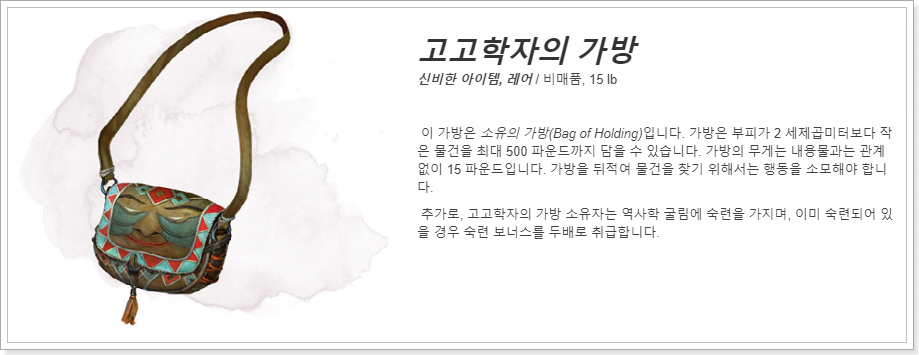 고고학자의 가방
신비한 아이템, 레어 / 비매품, 15 lb
이 가방은 소유의 가방(Bag of Holding)입니다. 가방은 부피가 2 세제곱미터보다 작
은 물건을 최대 500 파운드까지 담을 수 있습니다. 가방의 무게는 내용물과는 관계
없이 15 파운드입니다. 가방을 뒤적여 물건을 찾기 위해서는 행동을 소모해야 합니
다.
추가로, 고고학자의 가방 소유자는 역사학 굴림에 숙련을 가지며, 이미 숙련되어 있
을 경우 숙련 보너스를 두배로 취급합니다.